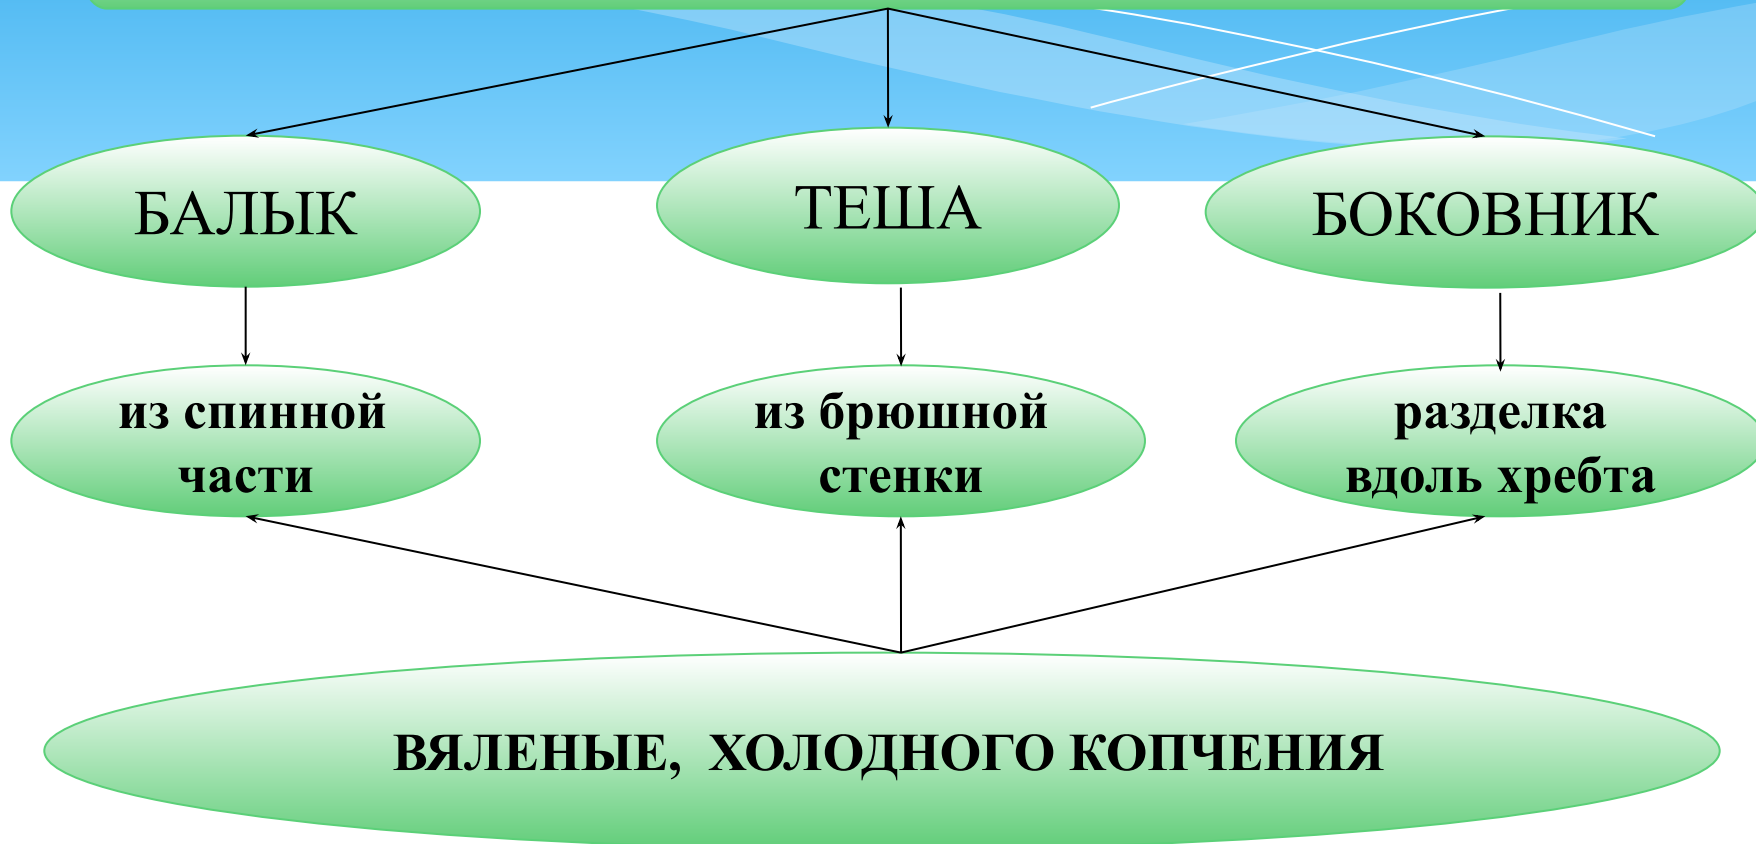 БАЛЫК
ТЕША
БОКОВНИК
из спинной
части
из брюшной
стенки
разделка
вдоль хребта
ВЯЛЕНЫЕ, ХОЛОДНОГО КОПЧЕНИЯ